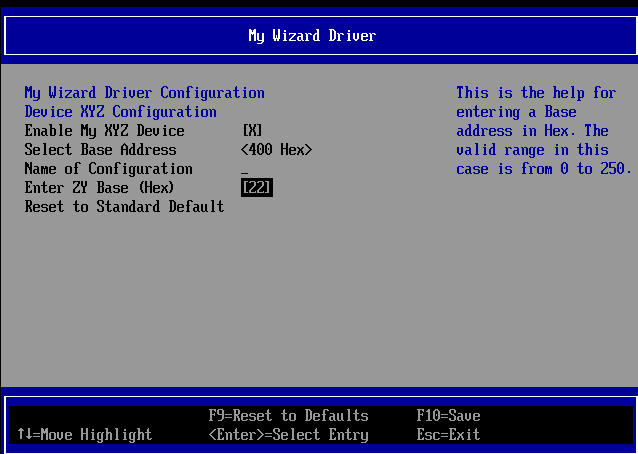 My Wizard Driver
My Wizard Driver Configuration
Device XYZ Configuration
Enable My XYZ Device [X]
Select Base Address <400 Hex>
Name of Configuration _
Enter ZY Base (Hex) [22]
Reset to Standard Default
This is the help for
entering a Base
address in Hex. The
valid range in this
case is from 0 to 250.
F9=Reset to Defaults F10=Save
↑↓=Move Highlight <Enter>=Select Entry Esc=Exit